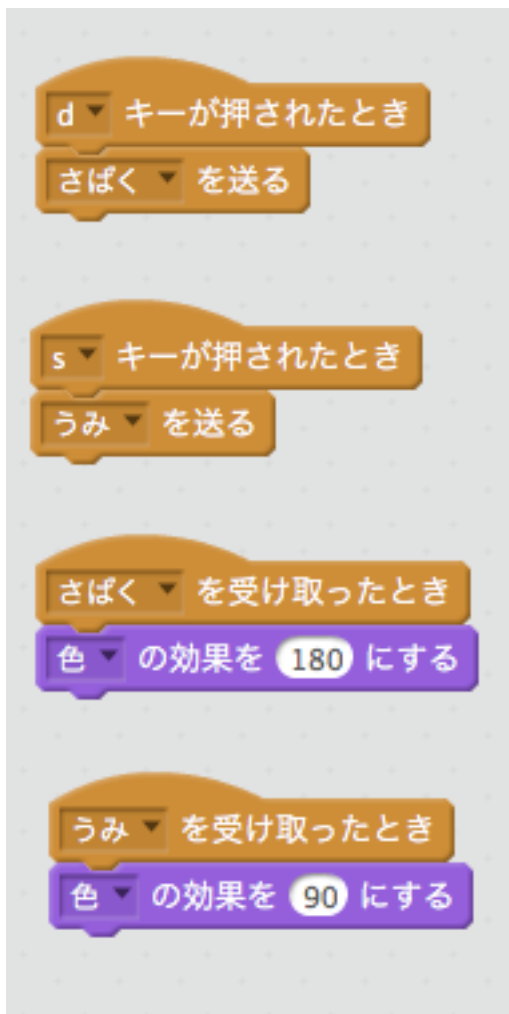 d キーが押されたとき
さばく を送る
s キーが押されたとき
うみ を送る
さばく を受け取ったとき
色 の効果を 180 にする
うみ を受け取ったとき
色 の効果を 90 にする